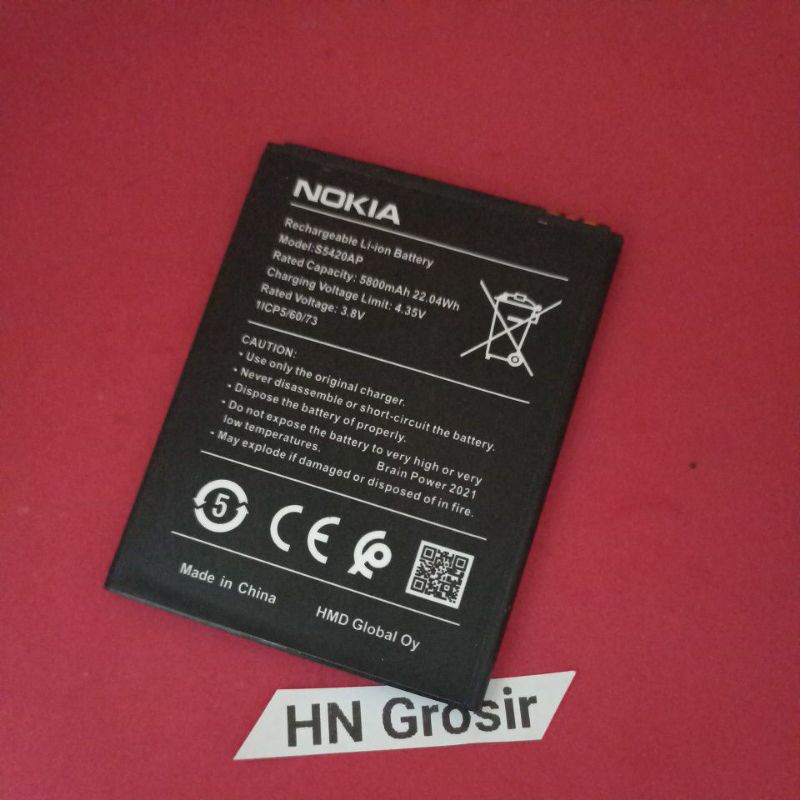 NOKIA
Rechargeable Li-ion Battery
Model:S5420AP
Rated Capacity: 5800mAh 22.04Wh
Charging Voltage Limit: 4.35V
Rated Voltage: 3.8V
1ICP5/60/73
CAUTION:
• Use only the original charger.
• Never disassemble or short-circuit the battery.
• Dispose the battery of properly.
• Do not expose the battery to very high or very
low temperatures.
Brain Power 2021
• May explode if damaged or disposed of in fire.
5
CE
Made in China
HMD Global Oy
HN Grosir